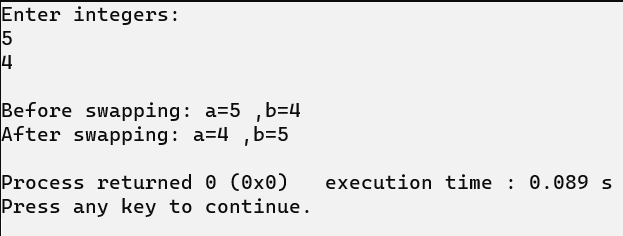 Enter integers:
5
4
Before swapping: a=5 ,b=4
After swapping: a=4 ,b=5
Process returned 0 (0x0)   execution time : 0.089 s
Press any key to continue.